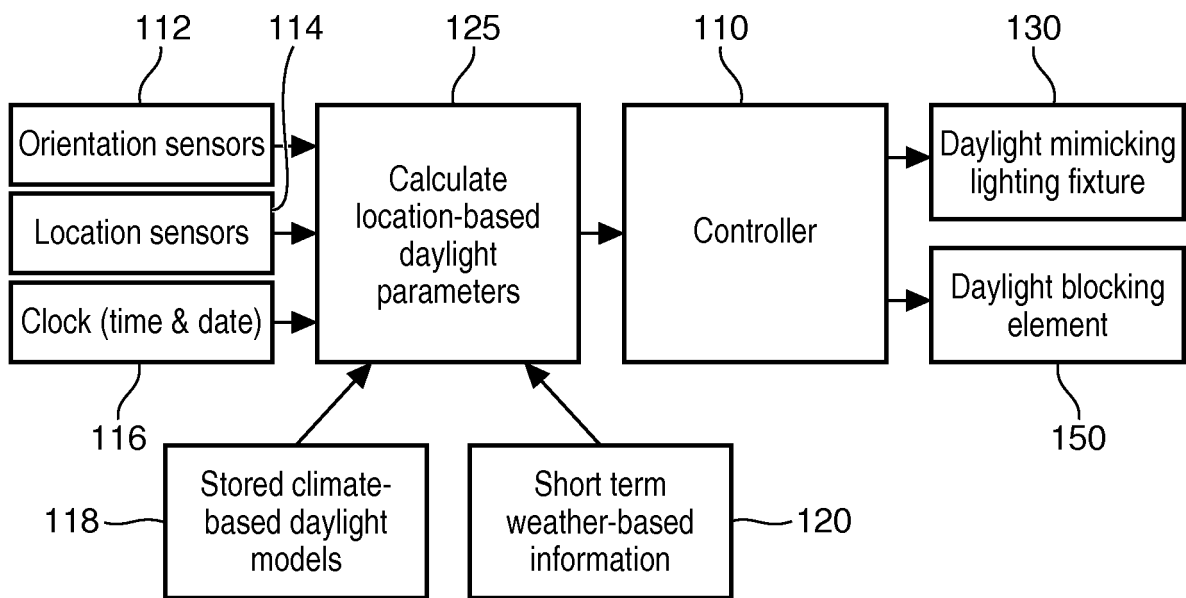 112
114
125
110
130
Orientation sensors
Location sensors
Clock (time & date)
Calculate
location-based
daylight
parameters
Controller
Daylight mimicking
lighting fixture
Daylight blocking
element
116
150
118
Stored climate-
based daylight
models
Short term
weather-based
information
120